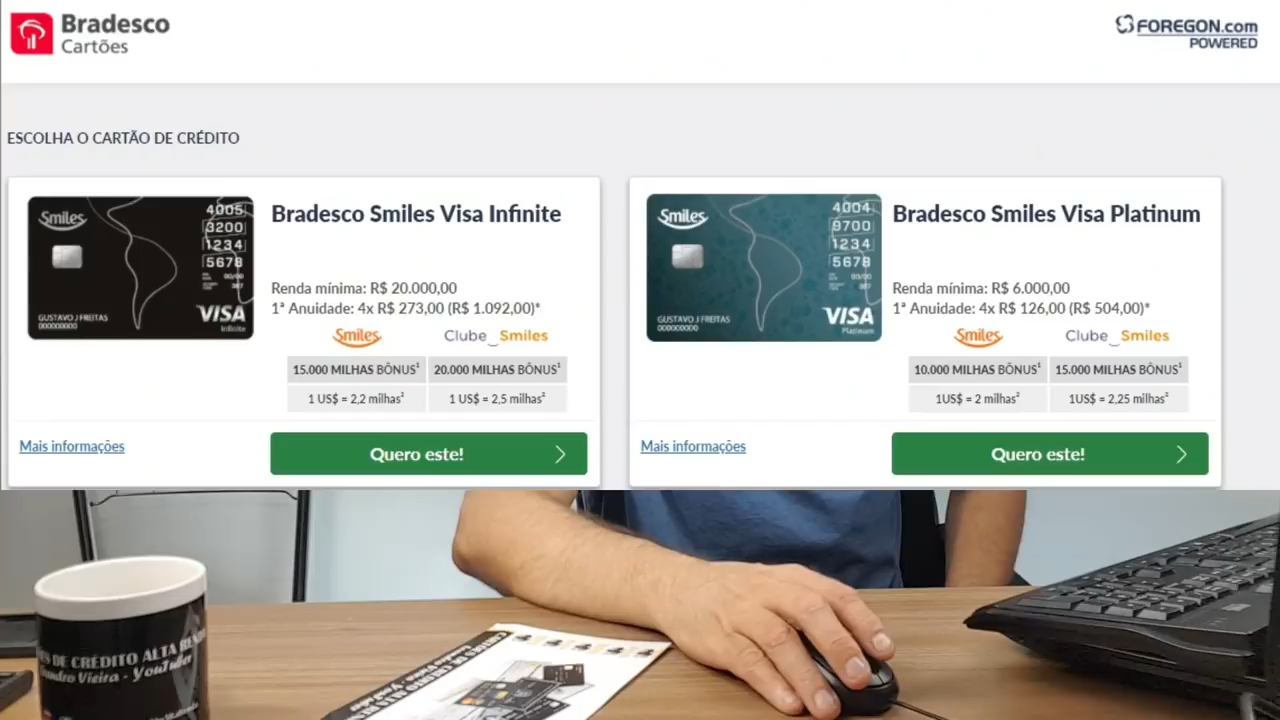 Bradesco
Cartões
FOREGON.com
POWERED
ESCOLHA O CARTÃO DE CRÉDITO
Smiles
4005
3200
1234
5678
VISA
Infinite
GUSTAVO J FREITAS
000000000
Bradesco Smiles Visa Infinite
Renda mínima: R$ 20.000,00
1ª Anuidade: 4x R$ 273,00 (R$ 1.092,00)*
Smiles
Clube Smiles
15.000 MILHAS BÔNUS¹ 20.000 MILHAS BÔNUS¹
1 US$ = 2,2 milhas² 1 US$ = 2,5 milhas²
Mais informações
Quero este!
Smiles
4004
9700
1234
5678
VISA
Platinum
GUSTAVO J FREITAS
000000000
Bradesco Smiles Visa Platinum
Renda mínima: R$ 6.000,00
1ª Anuidade: 4x R$ 126,00 (R$ 504,00)*
Smiles
Clube Smiles
10.000 MILHAS BÔNUS¹ 15.000 MILHAS BÔNUS¹
1US$ = 2 milhas² 1US$ = 2,25 milhas²
Mais informações
Quero este!
DE CRÉDITO ALTA
Vieira - YouTuber